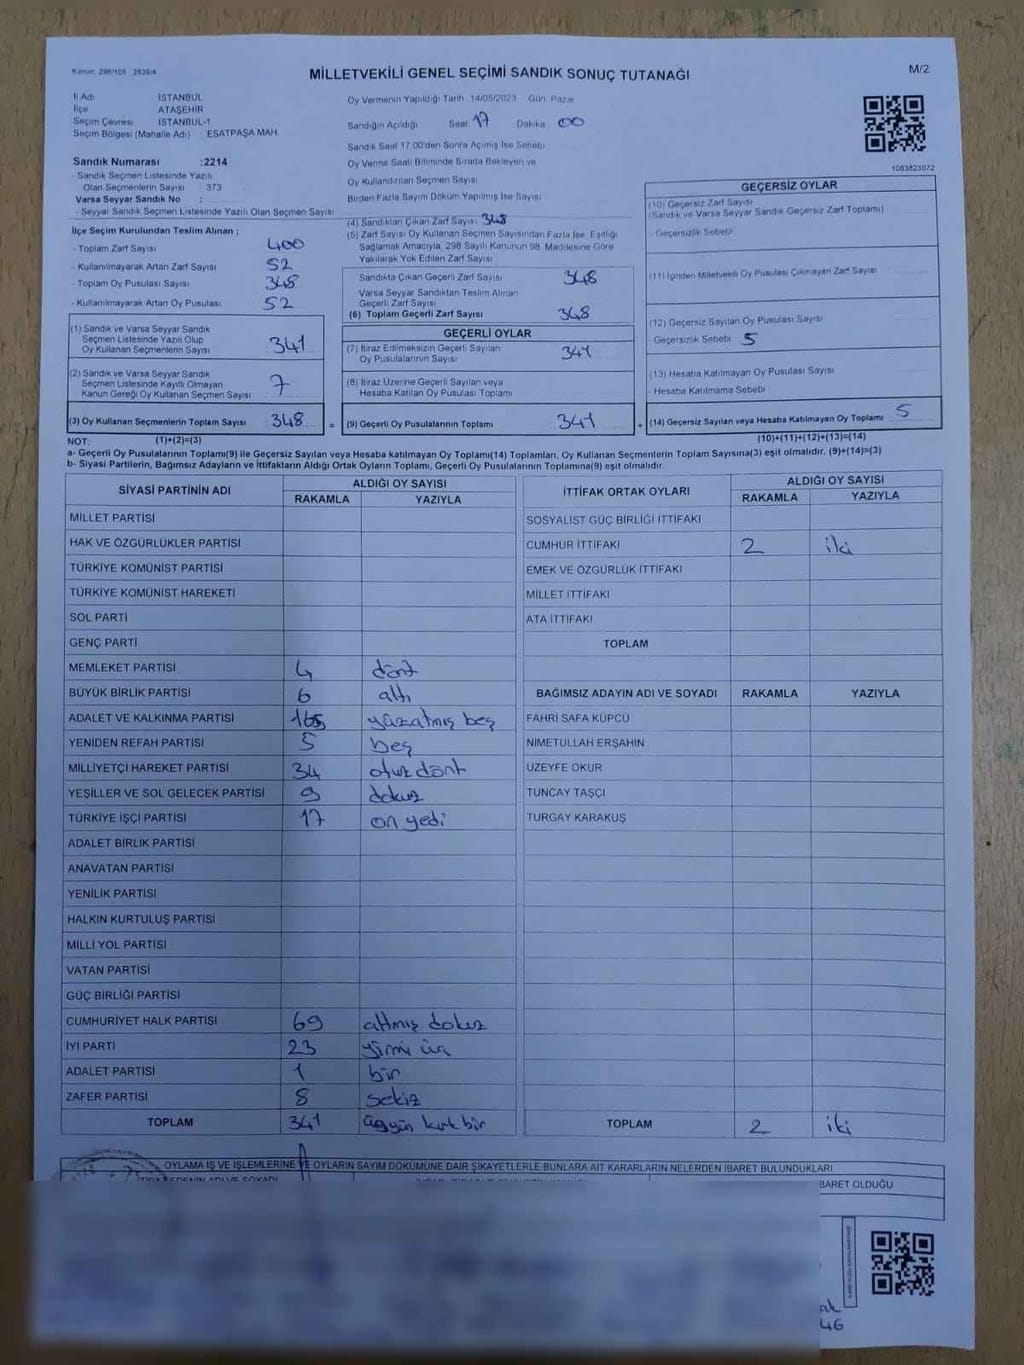 Kanun: 298/105 2839/4
MİLLETVEKİLİ GENEL SEÇİMİ SANDIK SONUÇ TUTANAĞI
M/2
İl Adı İSTANBUL
İlçe ATAŞEHİR
Seçim Çevresi İSTANBUL-1
Seçim Bölgesi (Mahalle Adı) ESATPAŞA MAH.
Sandık Numarası :2214
- Sandık Seçmen Listesinde Yazılı
Olan Seçmenlerin Sayısı 373
Varsa Seyyar Sandık No :
- Seyyar Sandık Seçmen Listesinde Yazılı Olan Seçmen Sayısı
İlçe Seçim Kurulundan Teslim Alınan ;
- Toplam Zarf Sayısı 400
- Kullanılmayarak Artan Zarf Sayısı 52
- Toplam Oy Pusulası Sayısı 348
- Kullanılmayarak Artan Oy Pusulası 52
Oy Vermenin Yapıldığı Tarih 14/05/2023 Gün Pazar
Sandığın Açıldığı Saat 17 Dakika 00
Sandık Saat 17.00'den Sonra Açılmış İse Sebebi
Oy Verme Saati Bitiminde Sırada Bekleyen ve
Oy Kullandırılan Seçmen Sayısı
Birden Fazla Sayım Döküm Yapılmış İse Sayısı
(4) Sandıktan Çıkan Zarf Sayısı 348
(5) Zarf Sayısı Oy Kullanan Seçmen Sayısından Fazla İse, Eşitliği
Sağlamak Amacıyla, 298 Sayılı Kanunun 98. Maddesine Göre
Yakılarak Yok Edilen Zarf Sayısı
Sandıkta Çıkan Geçerli Zarf Sayısı 348
Varsa Seyyar Sandıktan Teslim Alınan
Geçerli Zarf Sayısı
(6) Toplam Geçerli Zarf Sayısı 348
1083823072
GEÇERSİZ OYLAR
(10) Geçersiz Zarf Sayısı
(Sandık ve Varsa Seyyar Sandık Geçersiz Zarf Toplamı)
- Geçersizlik Sebebi
(11) İçinden Milletvekili Oy Pusulası Çıkmayan Zarf Sayısı
(12) Geçersiz Sayılan Oy Pusulası Sayısı
- Geçersizlik Sebebi 5
(13) Hesaba Katılmayan Oy Pusulası Sayısı
- Hesaba Katılmama Sebebi
(14) Geçersiz Sayılan veya Hesaba Katılmayan Oy Toplamı 5
(10)+(11)+(12)+(13)=(14)
(1) Sandık ve Varsa Seyyar Sandık
Seçmen Listesinde Yazılı Olup
Oy Kullanan Seçmenlerin Sayısı 341
(2) Sandık ve Varsa Seyyar Sandık
Seçmen Listesinde Kayıtlı Olmayan
Kanun Gereği Oy Kullanan Seçmen Sayısı 7
(3) Oy Kullanan Seçmenlerin Toplam Sayısı 348 =
GEÇERLİ OYLAR
(7) İtiraz Edilmeksizin Geçerli Sayılan
Oy Pusulalarının Sayısı 341
(8) İtiraz Üzerine Geçerli Sayılan veya
Hesaba Katılan Oy Pusulası Toplamı
(9) Geçerli Oy Pusulalarının Toplamı 341 +
NOT: (1)+(2)=(3)
a- Geçerli Oy Pusulalarının Toplamı(9) ile Geçersiz Sayılan veya Hesaba Katılmayan Oy Toplamı(14) Toplamları, Oy Kullanan Seçmenlerin Toplam Sayısına(3) eşit olmalıdır. (9)+(14)=(3)
b- Siyasi Partilerin, Bağımsız Adayların ve İttifakların Aldığı Ortak Oyların Toplamı, Geçerli Oy Pusulalarının Toplamına(9) eşit olmalıdır.
SİYASİ PARTİNİN ADI ALDIĞI OY SAYISI
RAKAMLA YAZIYLA
MİLLET PARTİSİ
HAK VE ÖZGÜRLÜKLER PARTİSİ
TÜRKİYE KOMÜNİST PARTİSİ
TÜRKİYE KOMÜNİST HAREKETİ
SOL PARTİ
GENÇ PARTİ
MEMLEKET PARTİSİ 4 dört
BÜYÜK BİRLİK PARTİSİ 6 altı
ADALET VE KALKINMA PARTİSİ 165 yüzatmış beş
YENİDEN REFAH PARTİSİ 5 beş
MİLLİYETÇİ HAREKET PARTİSİ 34 otuz dört
YEŞİLLER VE SOL GELECEK PARTİSİ 9 dokuz
TÜRKİYE İŞÇİ PARTİSİ 17 on yedi
ADALET BİRLİK PARTİSİ
ANAVATAN PARTİSİ
YENİLİK PARTİSİ
HALKIN KURTULUŞ PARTİSİ
MİLLİ YOL PARTİSİ
VATAN PARTİSİ
GÜÇ BİRLİĞİ PARTİSİ
CUMHURİYET HALK PARTİSİ 69 altmış dokuz
İYİ PARTİ 23 yirmi üç
ADALET PARTİSİ 1 bir
ZAFER PARTİSİ 8 sekiz
TOPLAM 341 üçyüz kırk bir
İTTİFAK ORTAK OYLARI ALDIĞI OY SAYISI
RAKAMLA YAZIYLA
SOSYALİST GÜÇ BİRLİĞİ İTTİFAKI
CUMHUR İTTİFAKI 2 iki
EMEK VE ÖZGÜRLÜK İTTİFAKI
MİLLET İTTİFAKI
ATA İTTİFAKI
TOPLAM
BAĞIMSIZ ADAYIN ADI VE SOYADI RAKAMLA YAZIYLA
FAHRİ SAFA KÜPCÜ
NİMETULLAH ERŞAHİN
ÜZEYFE OKUR
TUNCAY TAŞÇI
TURGAY KARAKUŞ
TOPLAM 2 iki
OYLAMA İŞ VE İŞLEMLERİNE VE OYLARIN SAYIM DÖKÜMÜNE DAİR ŞİKAYETLERLE BUNLARA AİT KARARLARIN NELERDEN İBARET BULUNDUKLARI
BARET OLDUĞU
46